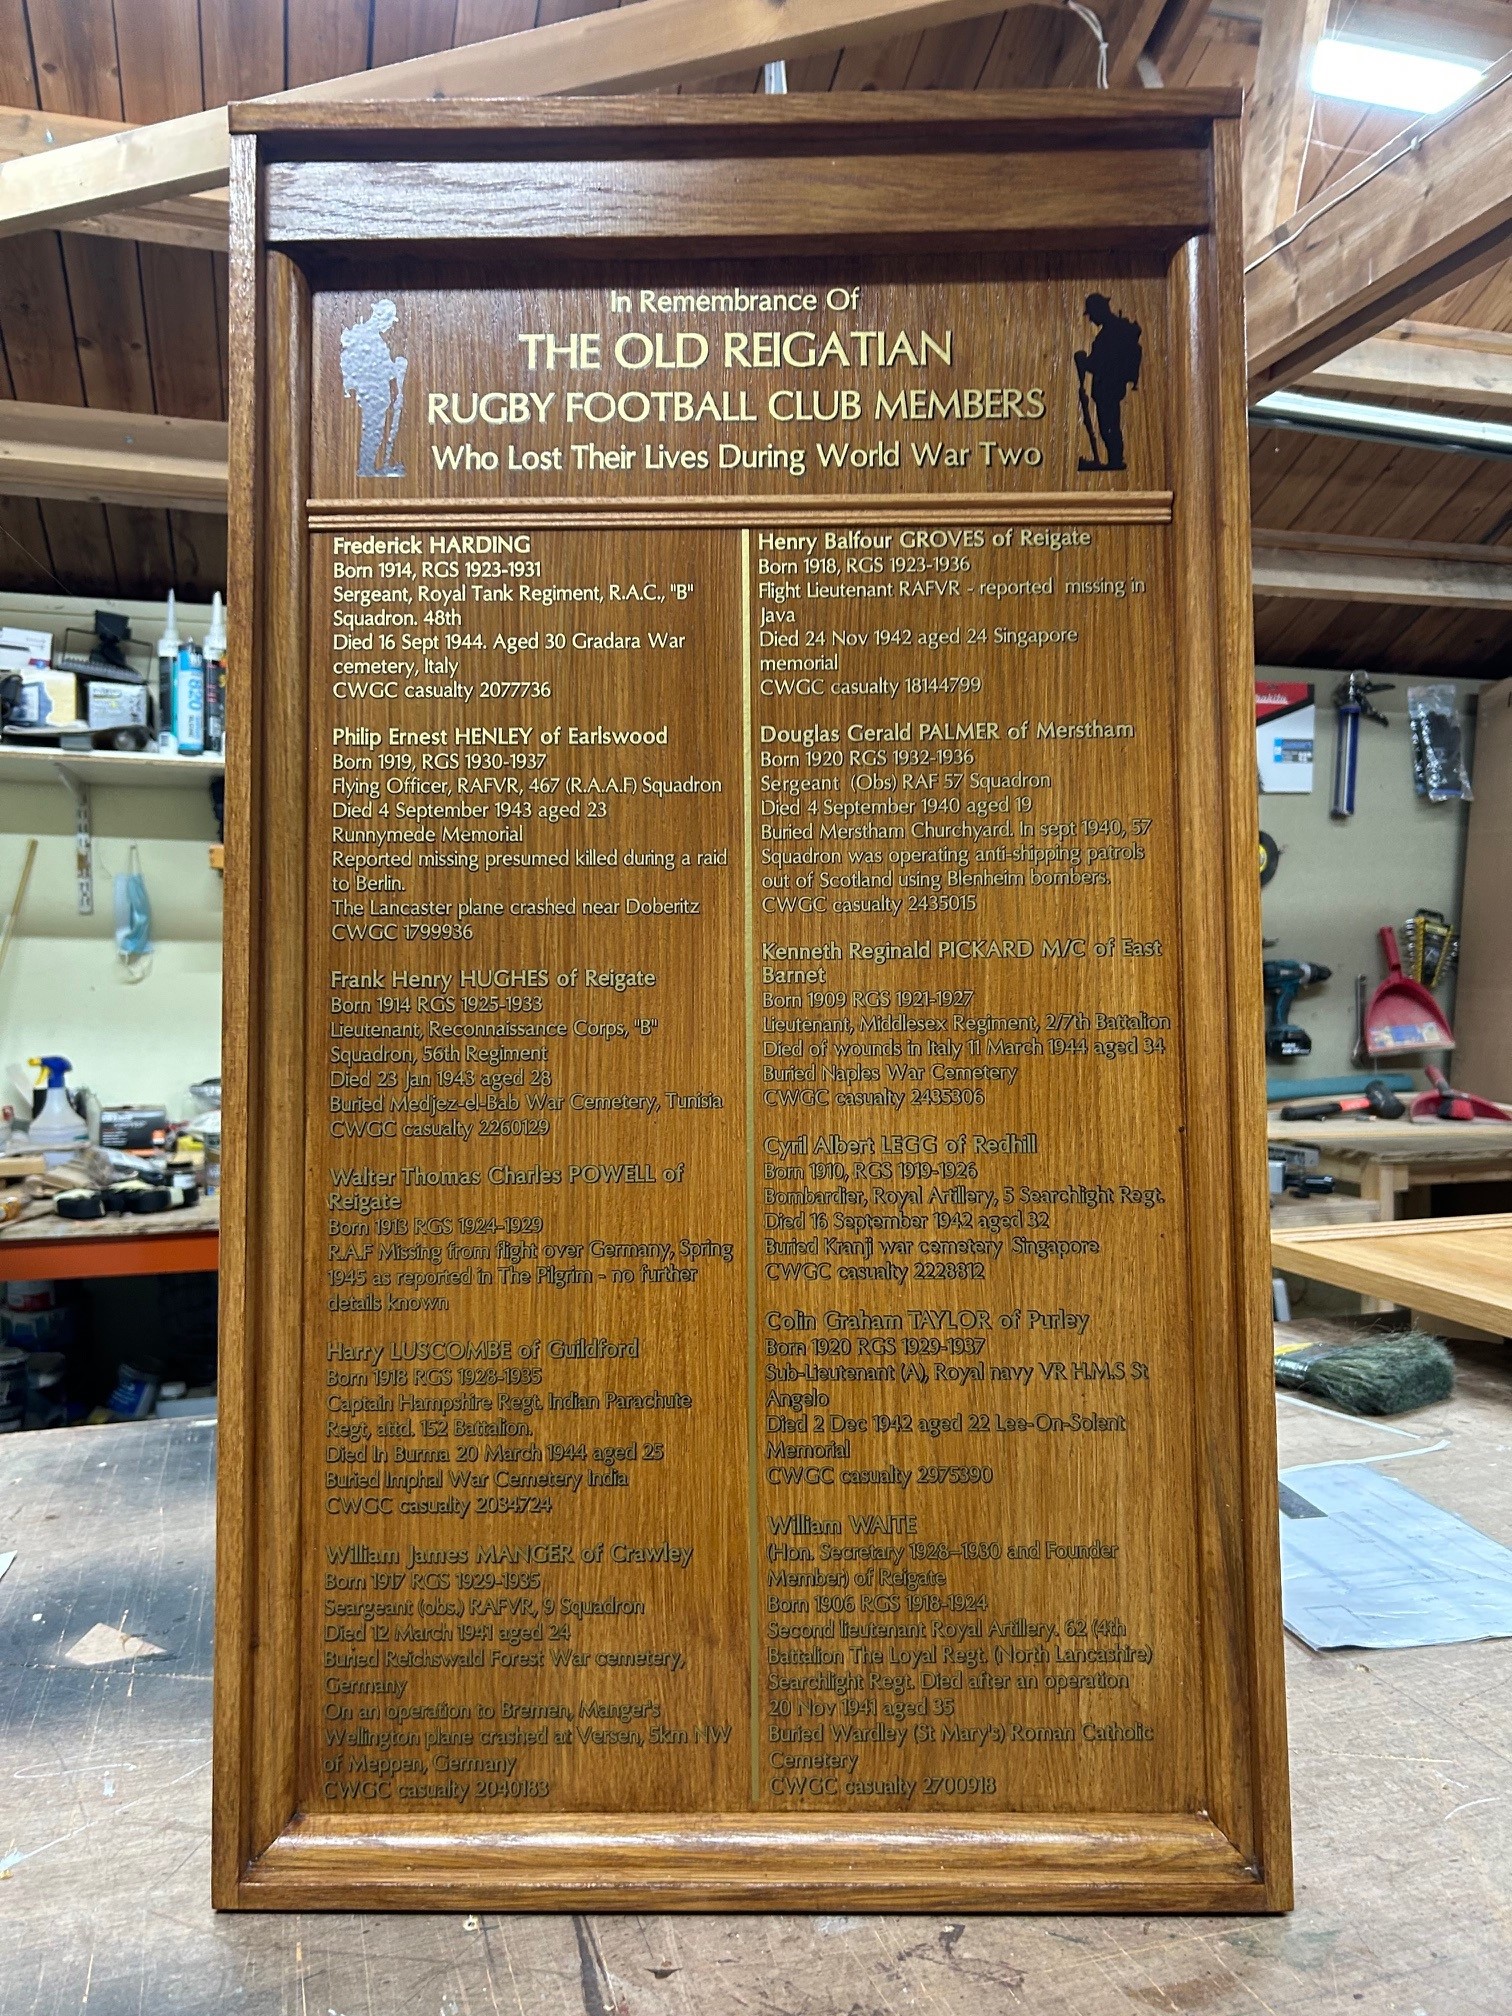 In Remembrance Of
THE OLD REIGATIAN
RUGBY FOOTBALL CLUB MEMBERS
Who Lost Their Lives During World War Two
Frederick HARDING
Born 1914, RGS 1923-1931
Sergeant, Royal Tank Regiment, R.A.C., "B"
Squadron. 48th
Died 16 Sept 1944. Aged 30 Gradara War
cemetery, Italy
CWGC casualty 2077736
Philip Ernest HENLEY of Earlswood
Born 1919, RGS 1930-1937
Flying Officer, RAFVR, 467 (R.A.A.F) Squadron
Died 4 September 1943 aged 23
Runnymede Memorial
Reported missing presumed killed during a raid
to Berlin.
The Lancaster plane crashed near Doberitz
CWGC 1799936
Frank Henry HUGHES of Reigate
Born 1914 RGS 1925-1933
Lieutenant, Reconnaissance Corps, "B"
Squadron, 56th Regiment
Died 23 Jan 1943 aged 28
Buried Medjez-el-Bab War Cemetery, Tunisia
CWGC casualty 2260129
Walter Thomas Charles POWELL of
Reigate
Born 1913 RGS 1924-1929
R.A.F Missing from flight over Germany, Spring
1945 as reported in The Pilgrim - no further
details known
Harry LUSCOMBE of Guildford
Born 1918 RGS 1928-1935
Captain Hampshire Regt. Indian Parachute
Regt, attd. 152 Battalion.
Died In Burma 20 March 1944 aged 25
Buried Imphal War Cemetery India
CWGC casualty 2034724
William James MANGER of Crawley
Born 1917 RGS 1929-1935
Seargeant (obs.) RAFVR, 9 Squadron
Died 12 March 1941 aged 24
Buried Reichswald Forest War cemetery,
Germany
On an operation to Bremen, Manger's
Wellington plane crashed at Versen, 5km NW
of Meppen, Germany
CWGC casualty 2040183
Henry Balfour GROVES of Reigate
Born 1918, RGS 1923-1936
Flight Lieutenant RAFVR - reported missing in
Java
Died 24 Nov 1942 aged 24 Singapore
memorial
CWGC casualty 18144799
Douglas Gerald PALMER of Merstham
Born 1920 RGS 1932-1936
Sergeant (Obs) RAF 57 Squadron
Died 4 September 1940 aged 19
Buried Merstham Churchyard. In sept 1940, 57
Squadron was operating anti-shipping patrols
out of Scotland using Blenheim bombers.
CWGC casualty 2435015
Kenneth Reginald PICKARD M/C of East
Barnet
Born 1909 RGS 1921-1927
Lieutenant, Middlesex Regiment, 2/7th Battalion
Died of wounds in Italy 11 March 1944 aged 34
Buried Naples War Cemetery
CWGC casualty 2435306
Cyril Albert LEGG of Redhill
Born 1910, RGS 1919-1926
Bombardier, Royal Artillery, 5 Searchlight Regt.
Died 16 September 1942 aged 32
Buried Kranji war cemetery Singapore
CWGC casualty 2228812
Colin Graham TAYLOR of Purley
Born 1920 RGS 1929-1937
Sub-Lieutenant (A), Royal navy VR H.M.S St
Angelo
Died 2 Dec 1942 aged 22 Lee-On-Solent
Memorial
CWGC casualty 2975390
William WAITE
(Hon. Secretary 1928-1930 and Founder
Member) of Reigate
Born 1906 RGS 1918-1924
Second lieutenant Royal Artillery. 62 (4th
Battalion The Loyal Regt. (North Lancashire)
Searchlight Regt. Died after an operation
20 Nov 1941 aged 35
Buried Wardley (St Mary's) Roman Catholic
Cemetery
CWGC casualty 2700918
makita